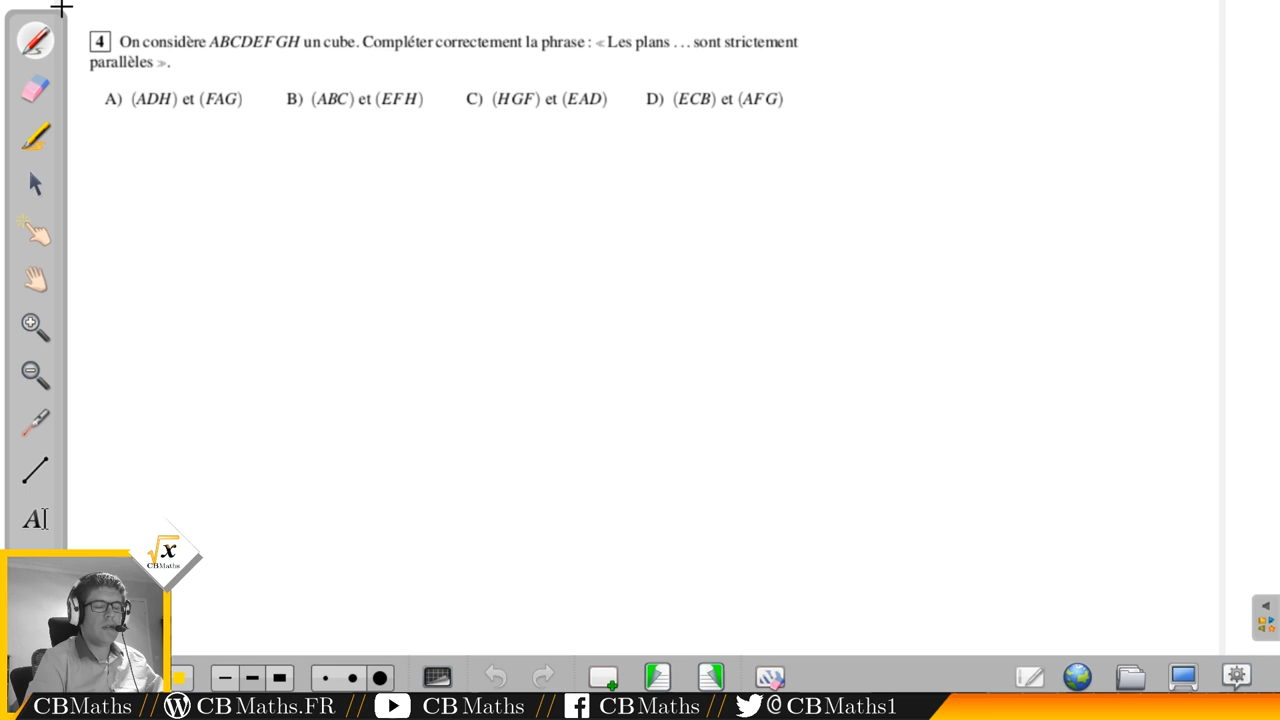 4 On considère ABCDEFGH un cube. Compléter correctement la phrase : « Les plans ... sont strictement
parallèles ».
A) (ADH) et (FAG) B) (ABC) et (EFH) C) (HGF) et (EAD) D) (ECB) et (AFG)
AI
√x
CBMaths
CBMaths // CBMaths.FR // CBMaths // CBMaths // @CBMaths1